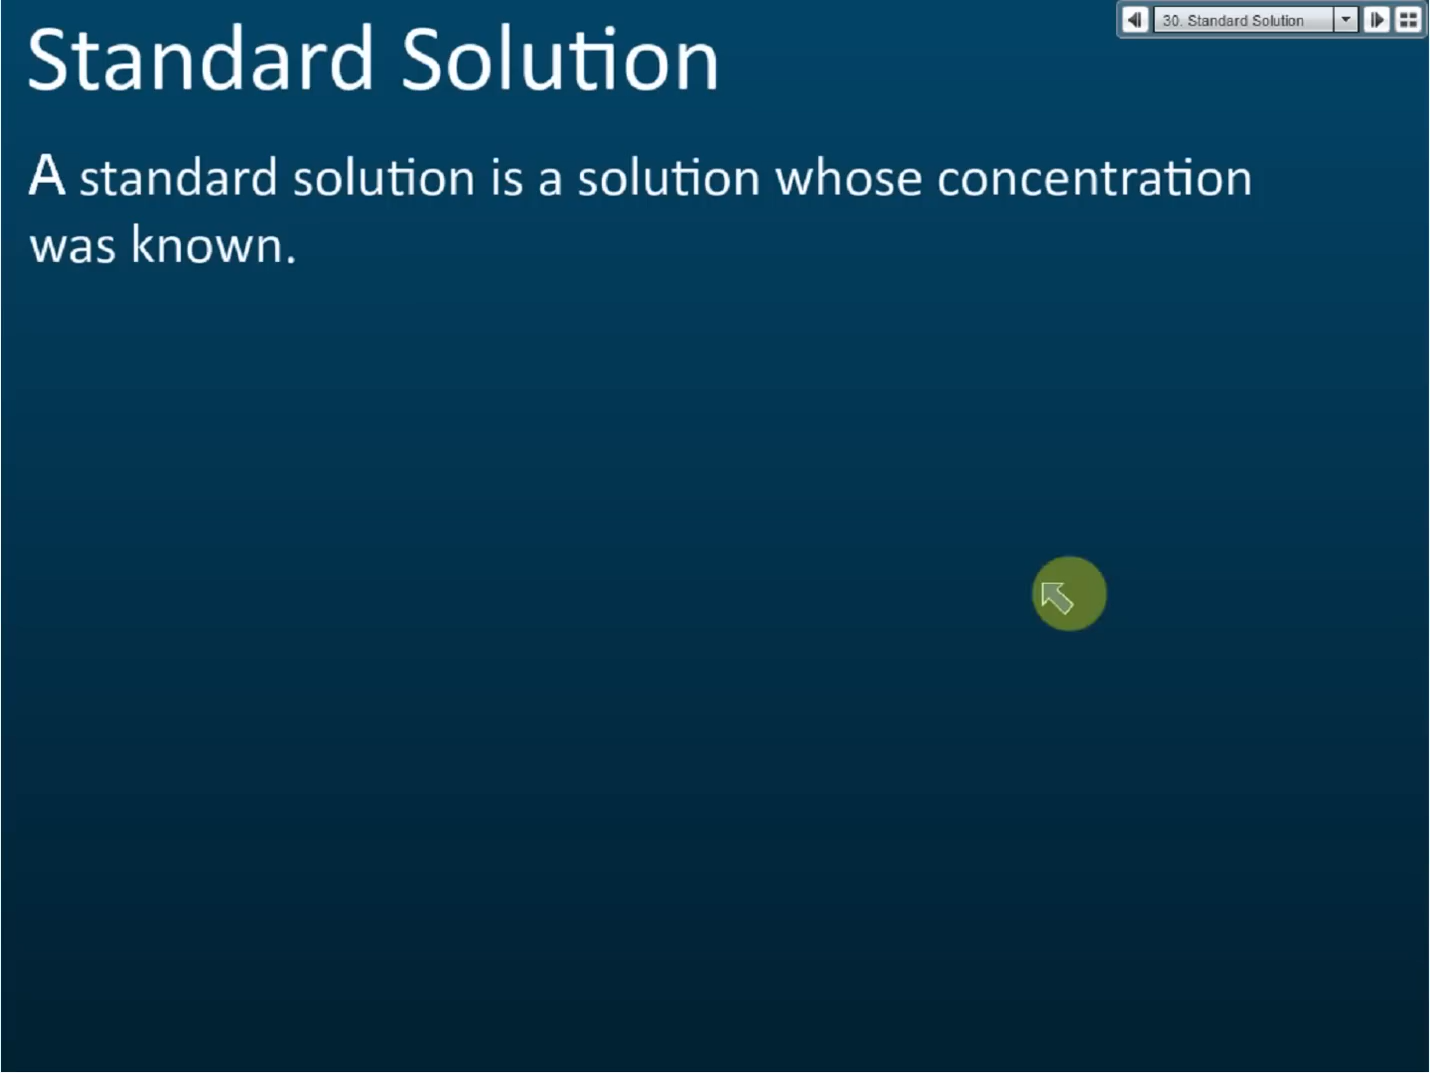 30. Standard Solution
Standard Solution
A standard solution is a solution whose concentration
was known.